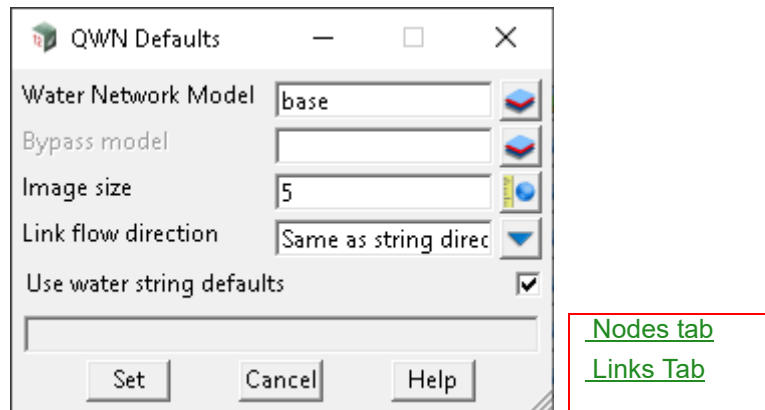 QWN Defaults
Water Network Model base
Bypass model
Image size 5
Link flow direction Same as string direc
Use water string defaults
Set Cancel Help
Nodes tab
Links Tab